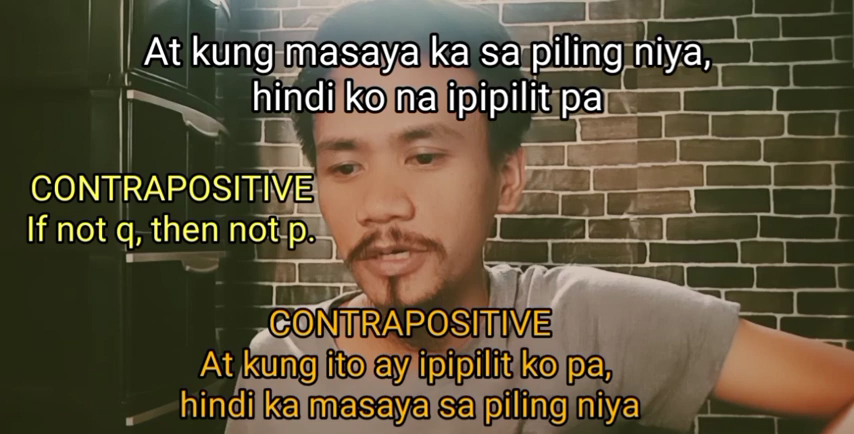 At kung masaya ka sa piling niya,
hindi ko na ipipilit pa
CONTRAPOSITIVE
If not q, then not p.
CONTRAPOSITIVE
At kung ito ay ipipilit ko pa,
hindi ka masaya sa piling niya